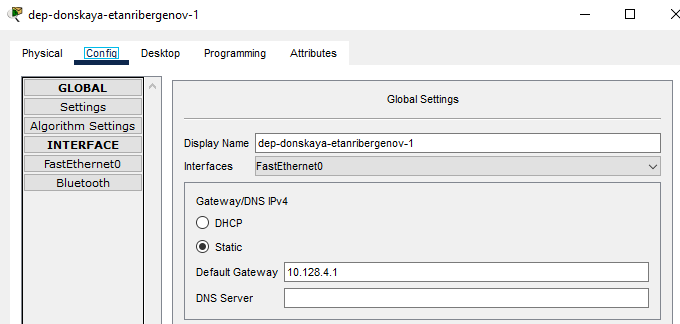 dep-donskaya-etanribergenov-1
Physical Config Desktop Programming Attributes
GLOBAL
Settings
Algorithm Settings
INTERFACE
FastEthernet0
Bluetooth
Global Settings
Display Name dep-donskaya-etanribergenov-1
Interfaces FastEthernet0
Gateway/DNS IPv4
DHCP
Static
Default Gateway 10.128.4.1
DNS Server